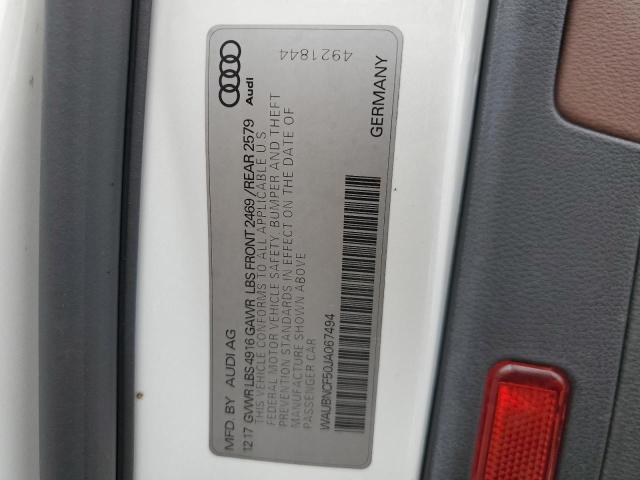 MFD. BY AUDI AG
12 17 GVWR LBS 4916 GAWR LBS FRONT 2469 /REAR 2579
THIS VEHICLE CONFORMS TO ALL APPLICABLE U S
FEDERAL MOTOR VEHICLE SAFETY, BUMPER AND THEFT
PREVENTION STANDARDS IN EFFECT ON THE DATE OF
MANUFACTURE SHOWN ABOVE
PASSENGER CAR
WAUBNCF50JA067494
Audi
4921844
GERMANY